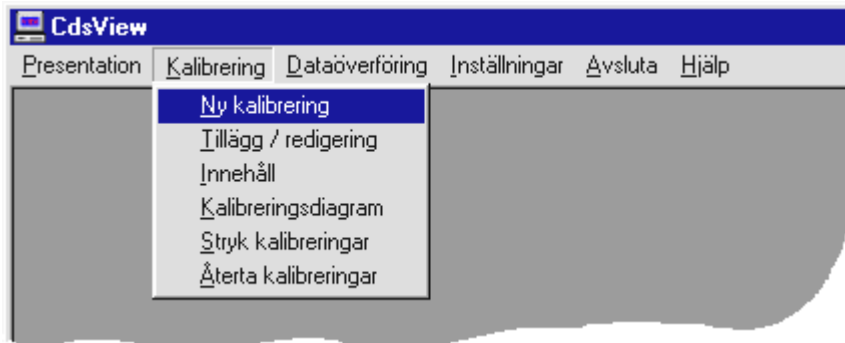 CdsView
Presentation Kalibrering Dataöverföring Inställningar Avsluta Hjälp
Ny kalibrering
Tillägg / redigering
Innehåll
Kalibreringsdiagram
Stryk kalibreringar
Återta kalibreringar